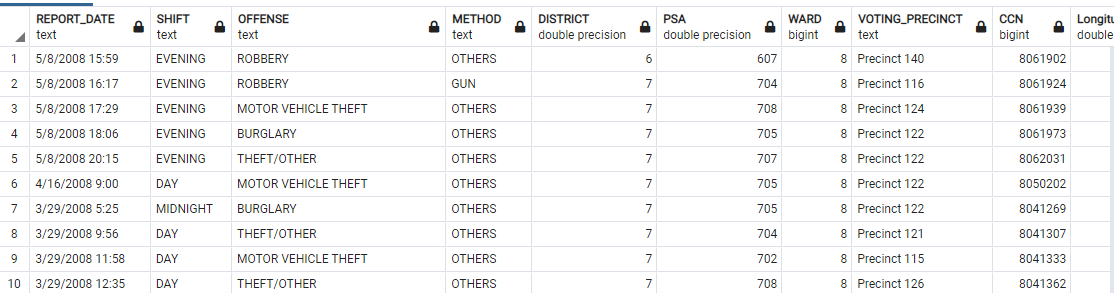 REPORT_DATE text SHIFT text OFFENSE text METHOD text DISTRICT double precision PSA double precision WARD bigint VOTING_PRECINCT text CCN bigint Longitu double
1 5/8/2008 15:59 EVENING ROBBERY OTHERS 6 607 8 Precinct 140 8061902
2 5/8/2008 16:17 EVENING ROBBERY GUN 7 704 8 Precinct 116 8061924
3 5/8/2008 17:29 EVENING MOTOR VEHICLE THEFT OTHERS 7 708 8 Precinct 124 8061939
4 5/8/2008 18:06 EVENING BURGLARY OTHERS 7 705 8 Precinct 122 8061973
5 5/8/2008 20:15 EVENING THEFT/OTHER OTHERS 7 707 8 Precinct 122 8062031
6 4/16/2008 9:00 DAY MOTOR VEHICLE THEFT OTHERS 7 705 8 Precinct 122 8050202
7 3/29/2008 5:25 MIDNIGHT BURGLARY OTHERS 7 705 8 Precinct 122 8041269
8 3/29/2008 9:56 DAY THEFT/OTHER OTHERS 7 704 8 Precinct 121 8041307
9 3/29/2008 11:58 DAY MOTOR VEHICLE THEFT OTHERS 7 702 8 Precinct 115 8041333
10 3/29/2008 12:35 DAY THEFT/OTHER OTHERS 7 708 8 Precinct 126 8041362